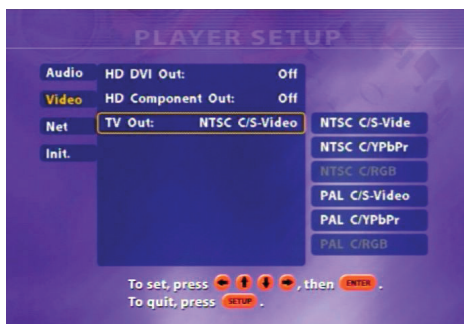 PLAYER SETUP
Audio
Video
Net
Init.
HD DVI Out: Off
HD Component Out: Off
TV Out: NTSC C/S-Video
NTSC C/S-Vide
NTSC C/YPbPr
NTSC C/RGB
PAL C/S-Video
PAL C/YPbPr
PAL C/RGB
To set, press , then ENTER .
To quit, press SETUP .